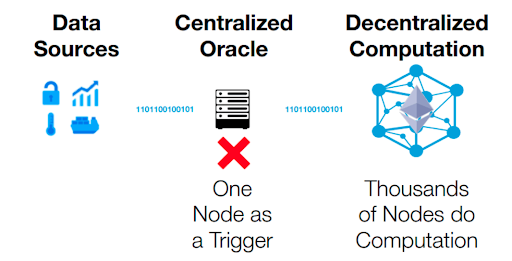 Data
Sources
Centralized
Oracle
Decentralized
Computation
1101100100101
1101100100101
One
Node as
a Trigger
Thousands
of Nodes do
Computation